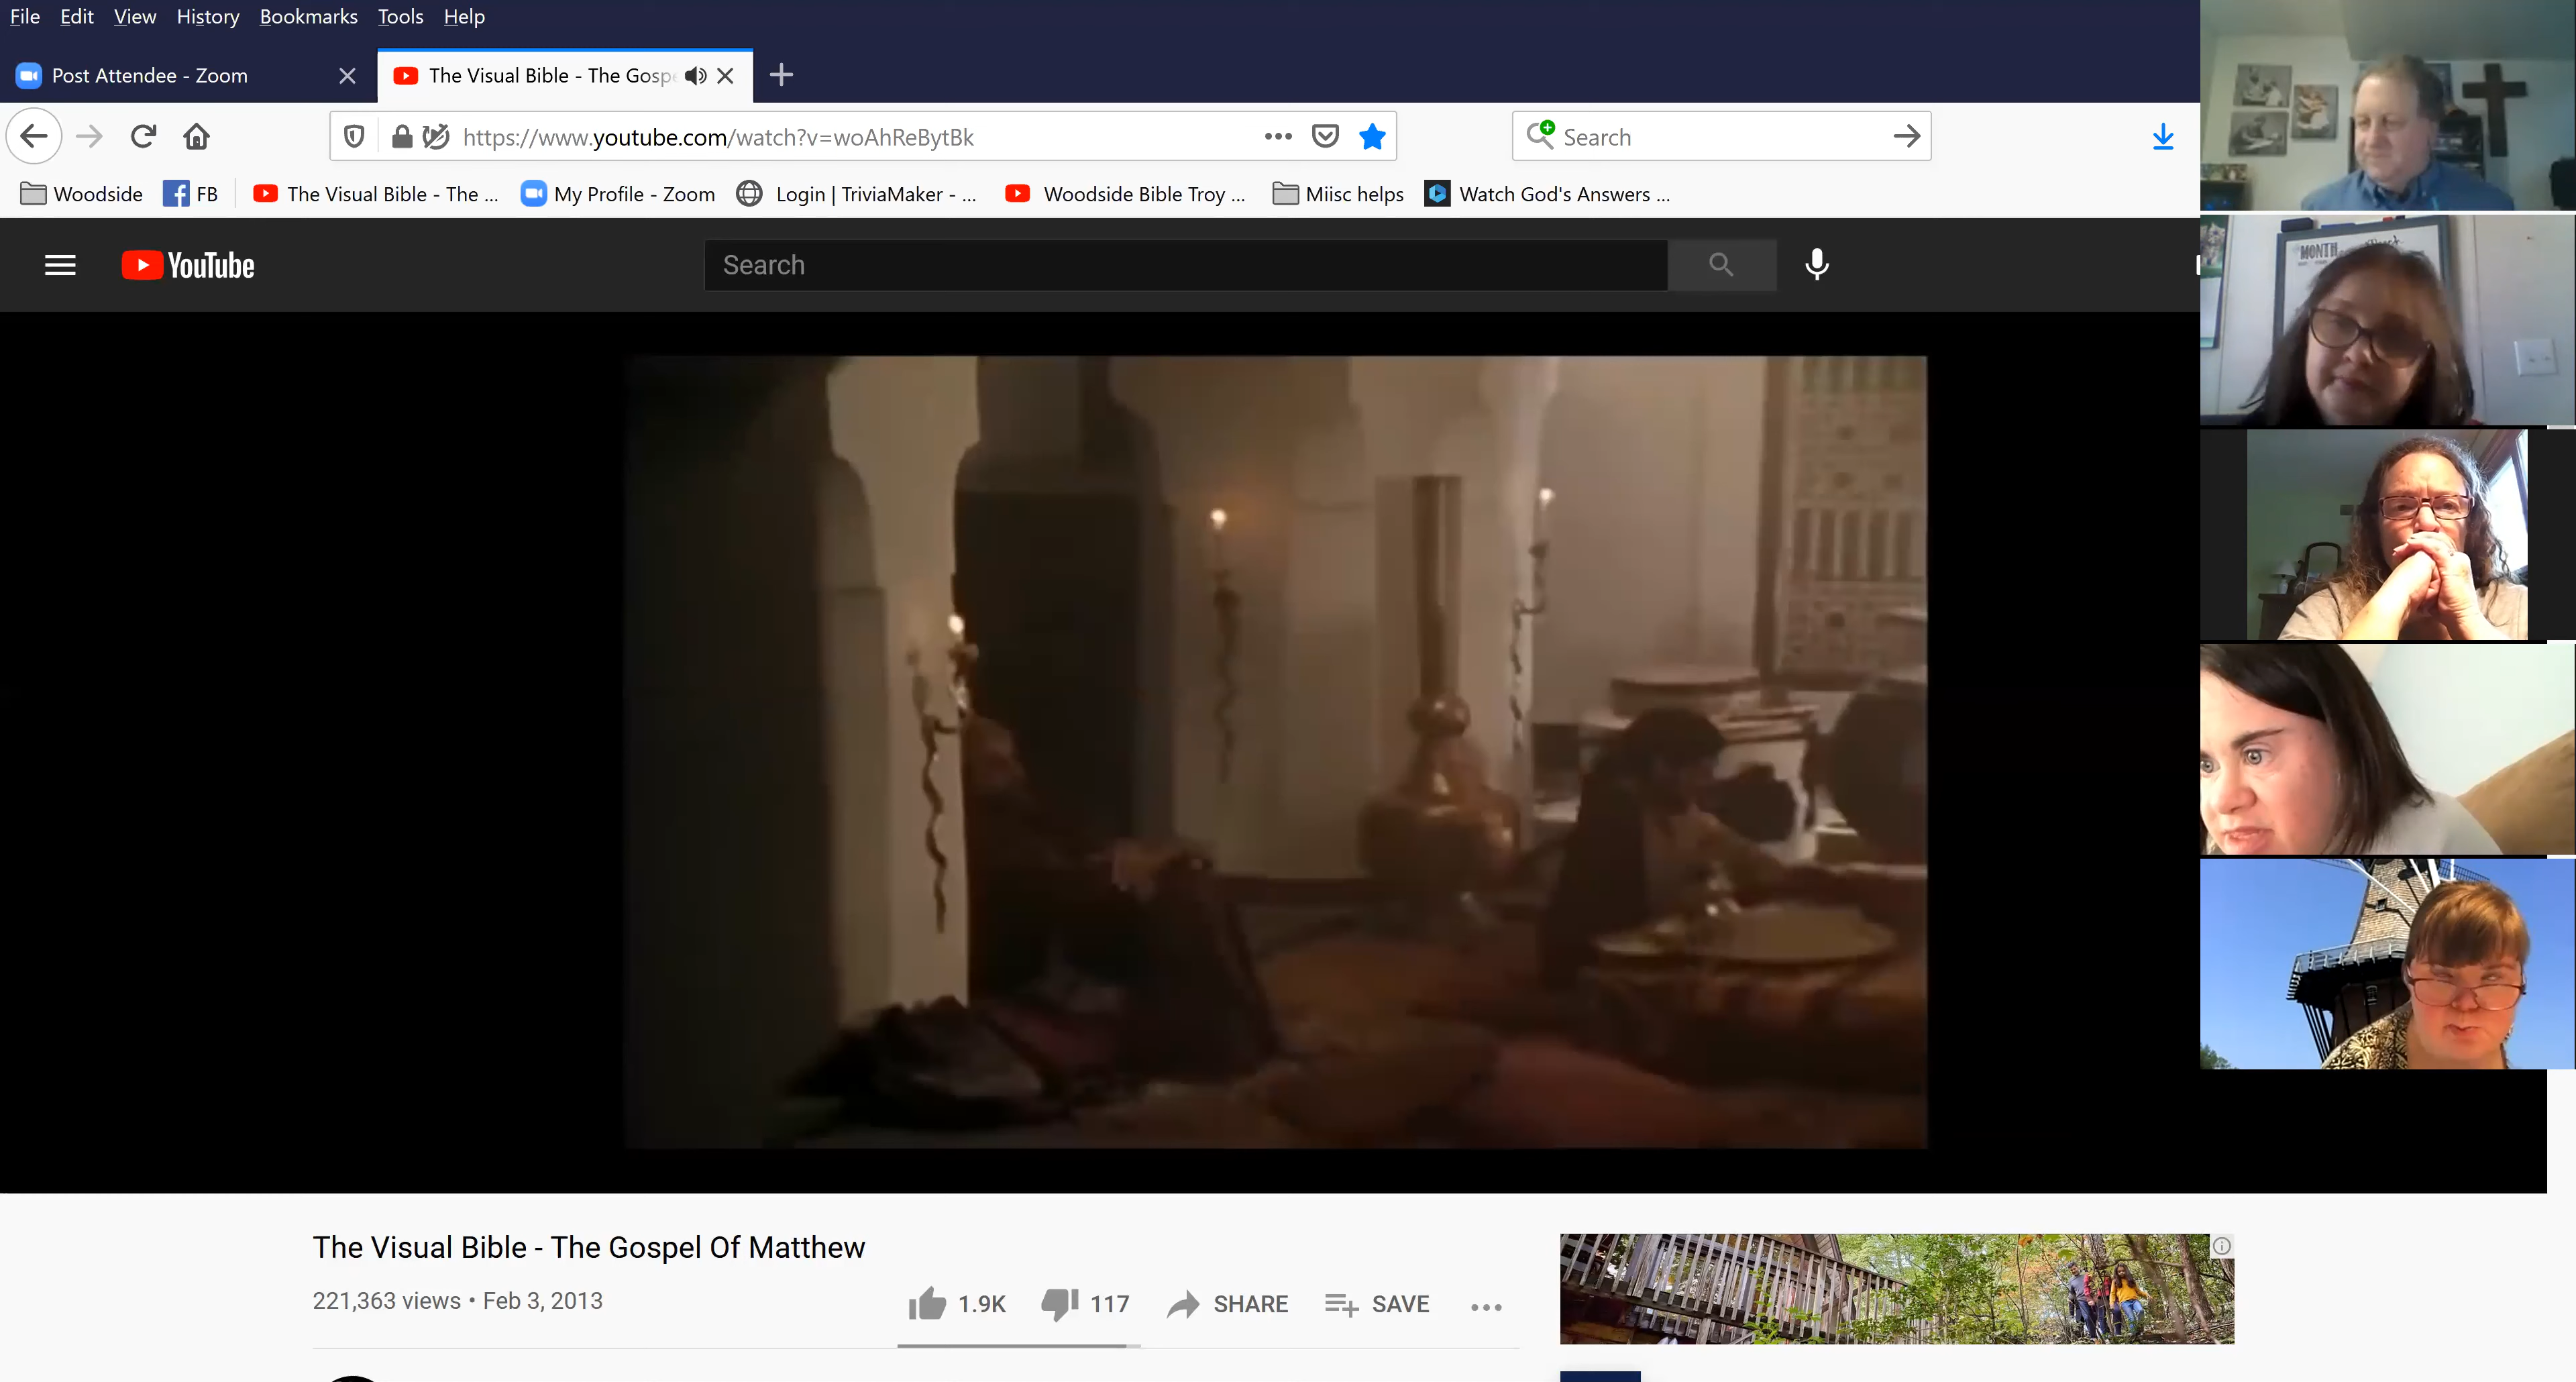 File Edit View History Bookmarks Tools Help
Post Attendee - Zoom
The Visual Bible - The Gosp
https://www.youtube.com/watch?v=woAhReBytBk
Search
Woodside
FB
The Visual Bible - The ...
My Profile - Zoom
Login | TriviaMaker - ...
Woodside Bible Troy ...
Miisc helps
Watch God's Answers ...
YouTube
Search
MONTH
The Visual Bible - The Gospel Of Matthew
221,363 views • Feb 3, 2013
1.9K
117
SHARE
SAVE